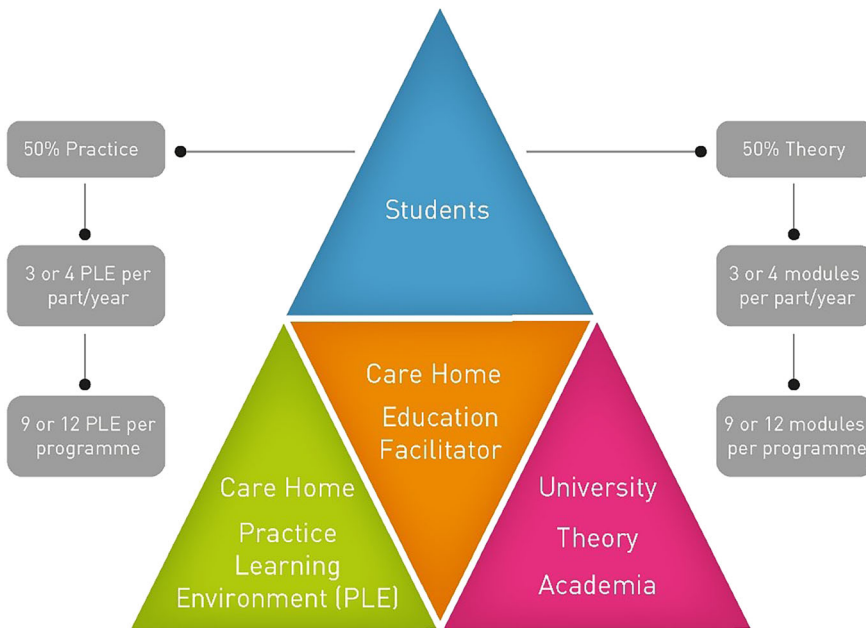 50% Practice
3 or 4 PLE per
part/year
9 or 12 PLE per
programme
Students
Care Home
Education
Facilitator
Care Home
Practice
Learning
Environment (PLE)
University
Theory
Academia
50% Theory
3 or 4 modules
per part/year
9 or 12 modules
per programme